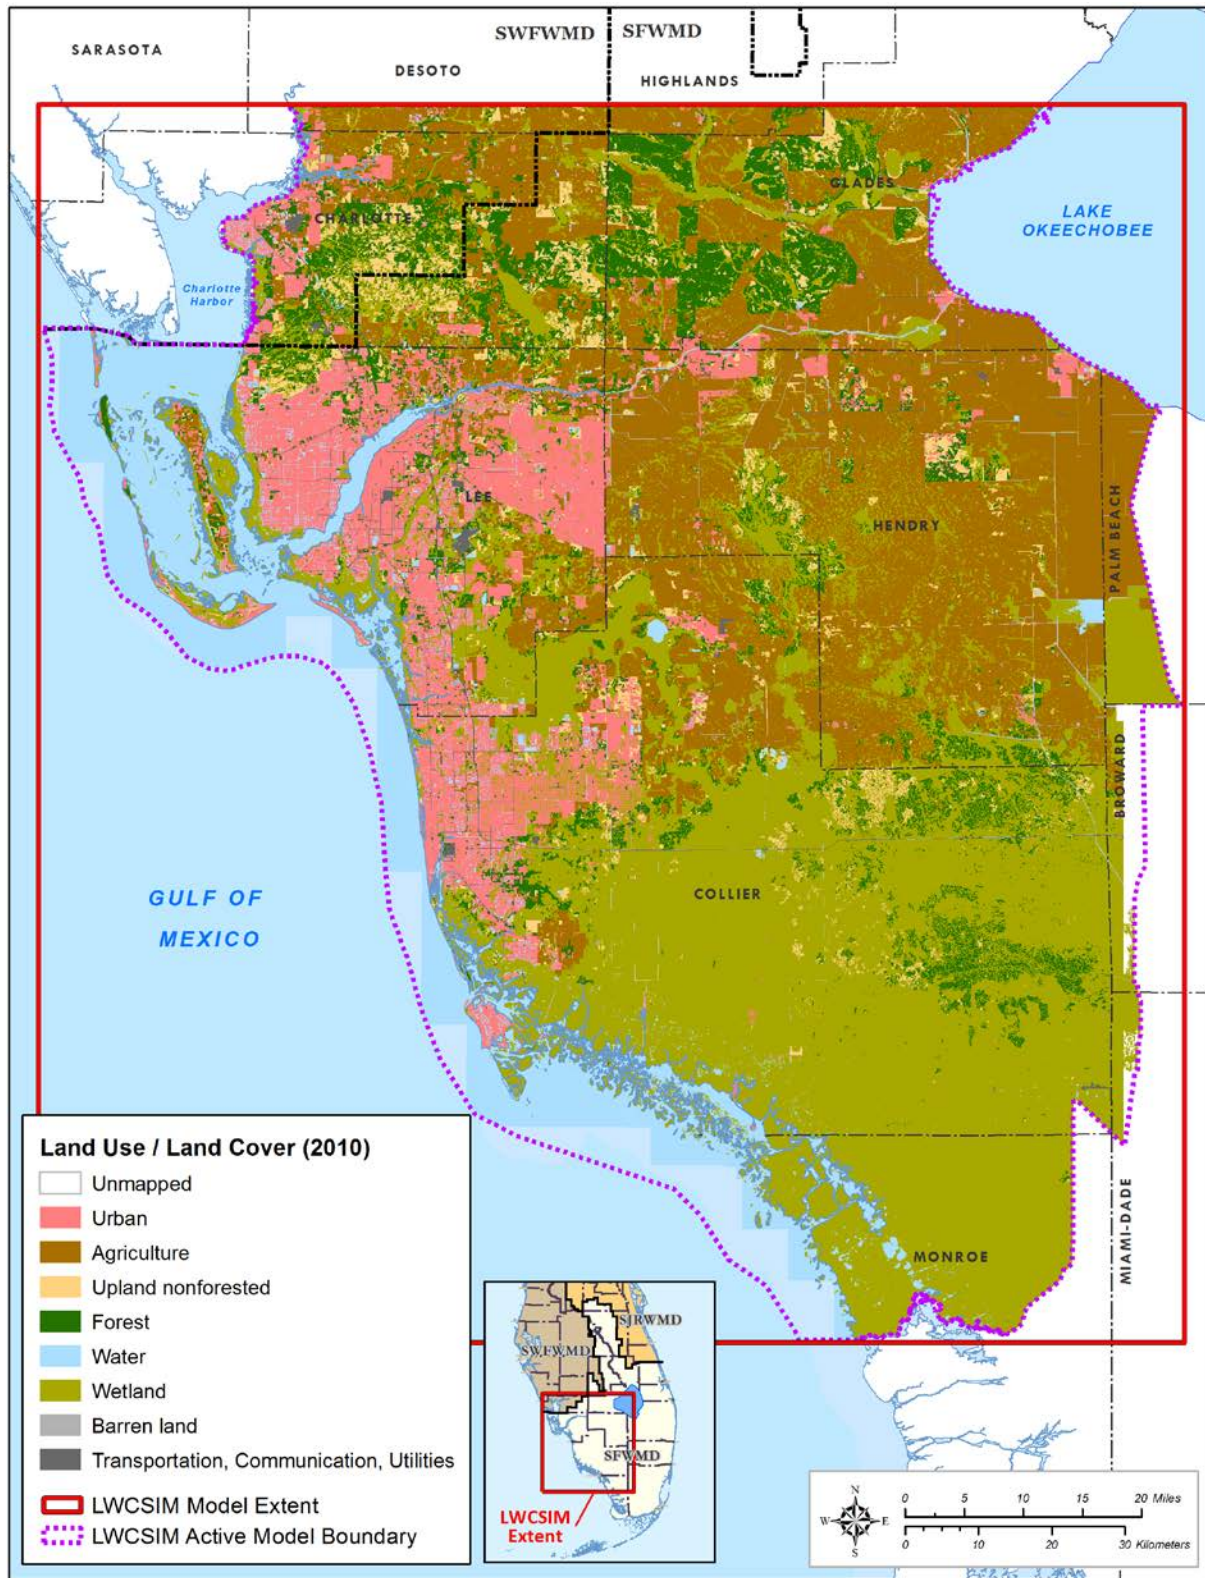 SWFWMD
SFWMD
SARASOTA
DESOTO
HIGHLANDS
GLADES
CHARLOTTE
LAKE
OKEECHOBEE
Charlotte
Harbor
LEE
HENDRY
PALM BEACH
BROWARD
COLLIER
GULF OF
MEXICO
MONROE
MIAMI-DADE
Land Use / Land Cover (2010)
Unmapped
Urban
Agriculture
Upland nonforested
Forest
Water
Wetland
Barren land
Transportation, Communication, Utilities
LWCSIM Model Extent
LWCSIM Active Model Boundary
SJRWMD
SWFWMD
SFWMD
LWCSIM
Extent
N
W
E
S
0 5 10 15 20 Miles
0 10 20 30 Kilometers